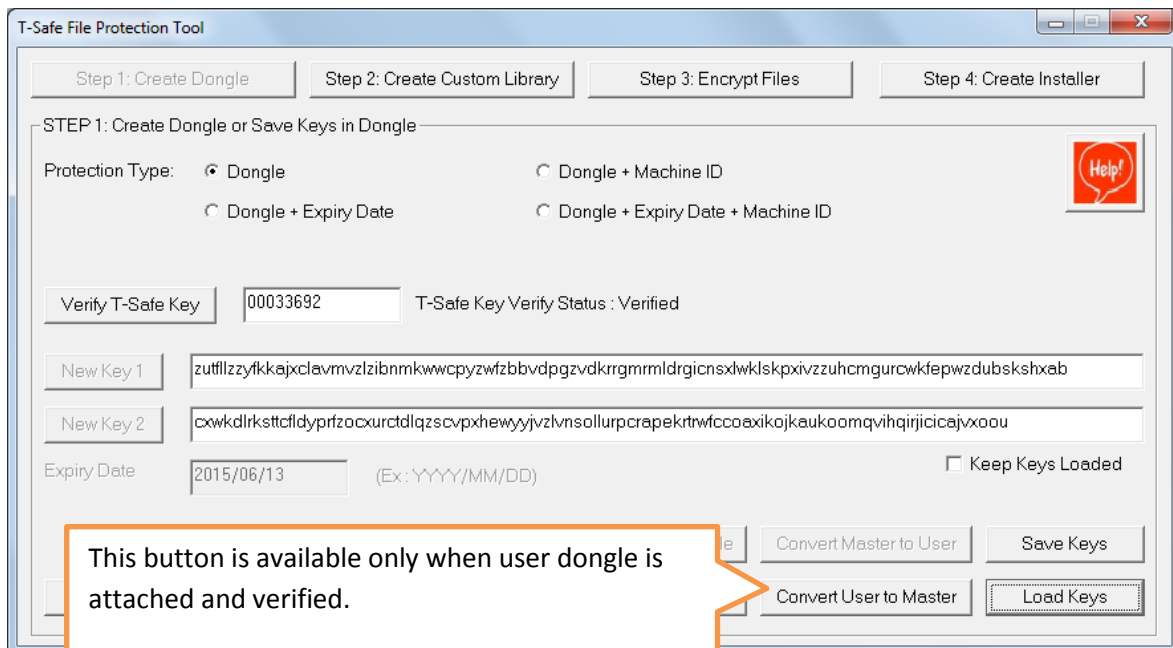 T-Safe File Protection Tool
Step 1: Create Dongle Step 2: Create Custom Library Step 3: Encrypt Files Step 4: Create Installer
STEP 1: Create Dongle or Save Keys in Dongle
Protection Type: Dongle Dongle + Machine ID
Help!
Dongle + Expiry Date Dongle + Expiry Date + Machine ID
Verify T-Safe Key 00033692 T-Safe Key Verify Status : Verified
New Key 1 zutfllzzyfkkajxclavmvzlzibnmkwwcpyzwfzbbvdpgzvdkrrgmrmldrgicnsxlwklskpxivzzuhcmgurcwkfepwzdubskshxab
New Key 2 cxwkdlrksttcfldyprfzocxurctdlqzscvpxhewyyjvzlvnsollurpcrapekrtrwfccoaxikojkaukoomqvihqirjicicajvxoou
Expiry Date 2015/06/13 (Ex : YYYY/MM/DD) Keep Keys Loaded
Convert Master to User Save Keys
This button is available only when user dongle is
attached and verified.
Convert User to Master Load Keys